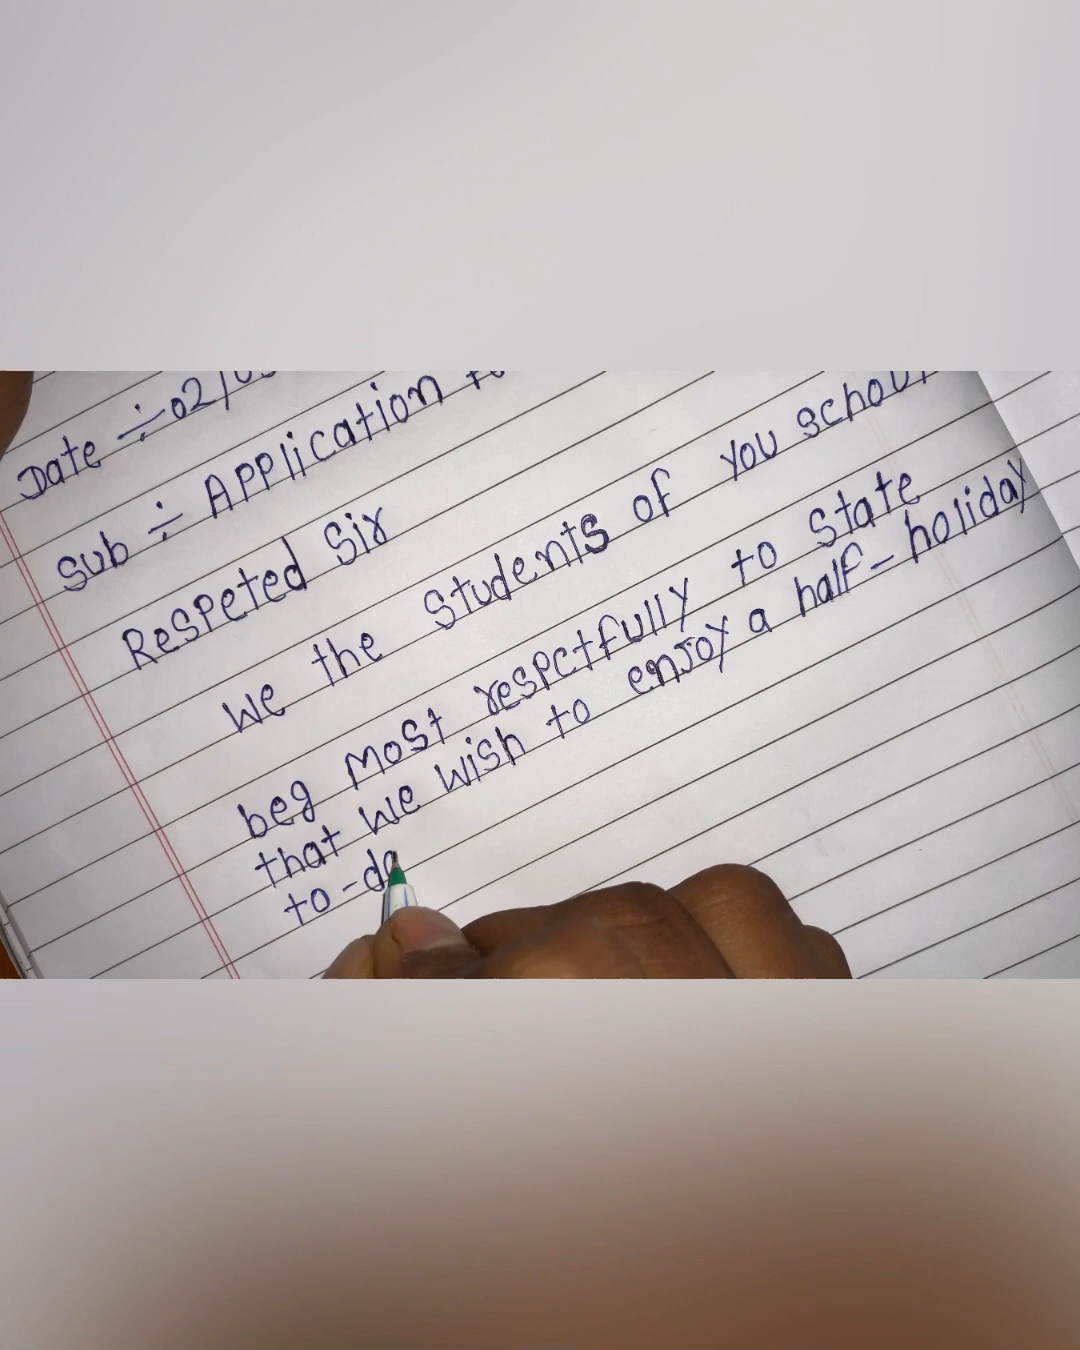 Date ÷ 02/0
Sub ÷ Application
Respeted Sir
We the Students of you school
beg Most respctfully to State
that we wish to enjoy a half-holiday
to-da